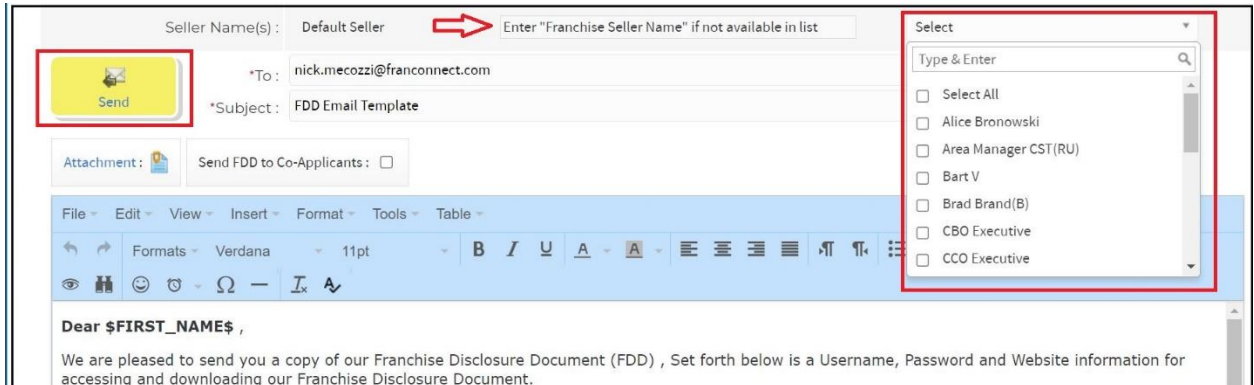 Seller Name(s) : Default Seller Enter "Franchise Seller Name" if not available in list Select
Type & Enter
Select All
Alice Bronowski
Area Manager CST(RU)
Bart V
Brad Brand(B)
CBO Executive
CCO Executive
Send
*To : nick.mecozzi@franconnect.com
*Subject : FDD Email Template
Attachment : Send FDD to Co-Applicants :
File Edit View Insert Format Tools Table
Formats Verdana 11pt B I U A A
Dear $FIRST_NAME$ ,
We are pleased to send you a copy of our Franchise Disclosure Document (FDD) , Set forth below is a Username, Password and Website information for
accessing and downloading our Franchise Disclosure Document.